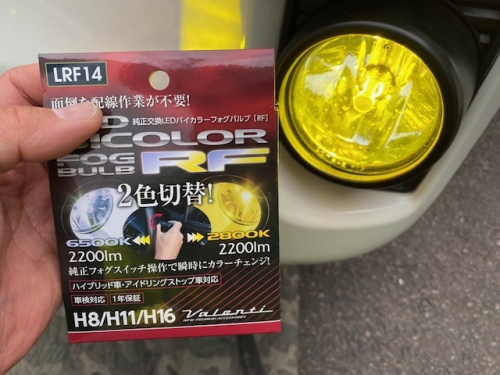 LRF14
面倒な配線作業が不要!
純正交換LEDバイカラーフォグバルブ [RF]
BICOLOR
FOG
BULB RF
2色切替!
6500K 2800K
2200lm 2200lm
純正フォグスイッチ操作で瞬時にカラーチェンジ!
ハイブリッド車・アイドリングストップ車対応
車検対応 1年保証
H8/H11/H16 Valenti
NEW PREMIUM ACCESSORIES